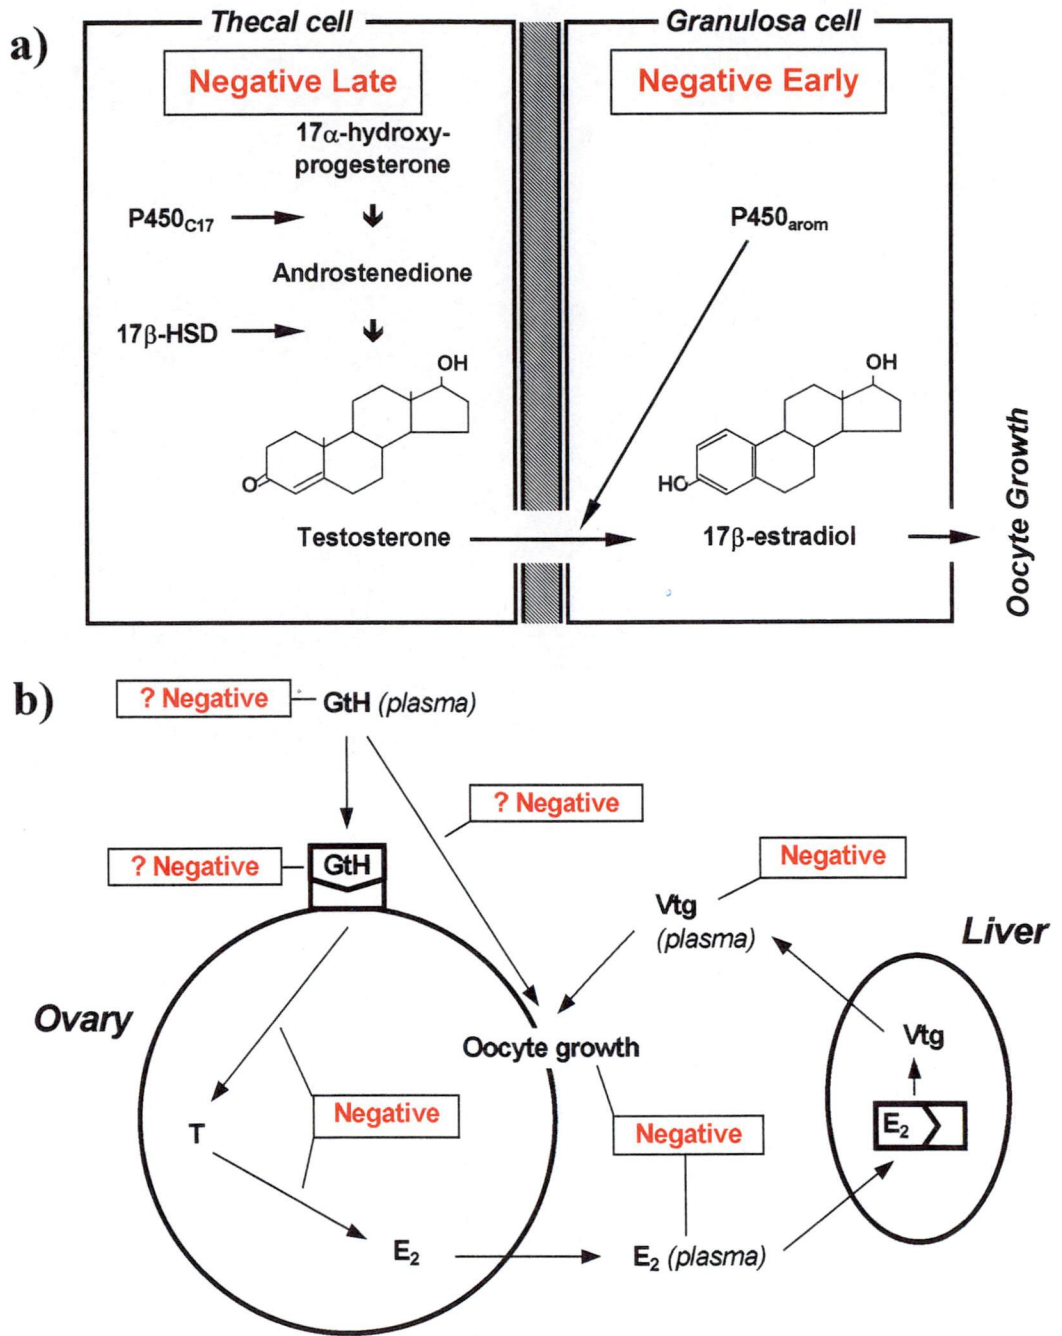 a)
Thecal cell
Granulosa cell
Negative Late
Negative Early
17α-hydroxy-
progesterone
P450C17
P450arom
Androstenedione
17β-HSD
OH
OH
O
HO
Testosterone
17β-estradiol
Oocyte Growth
b)
? Negative
GtH (plasma)
? Negative
? Negative
GtH
Negative
Vtg
(plasma)
Liver
Ovary
Vtg
Oocyte growth
E2
Negative
T
Negative
E2
E2 (plasma)